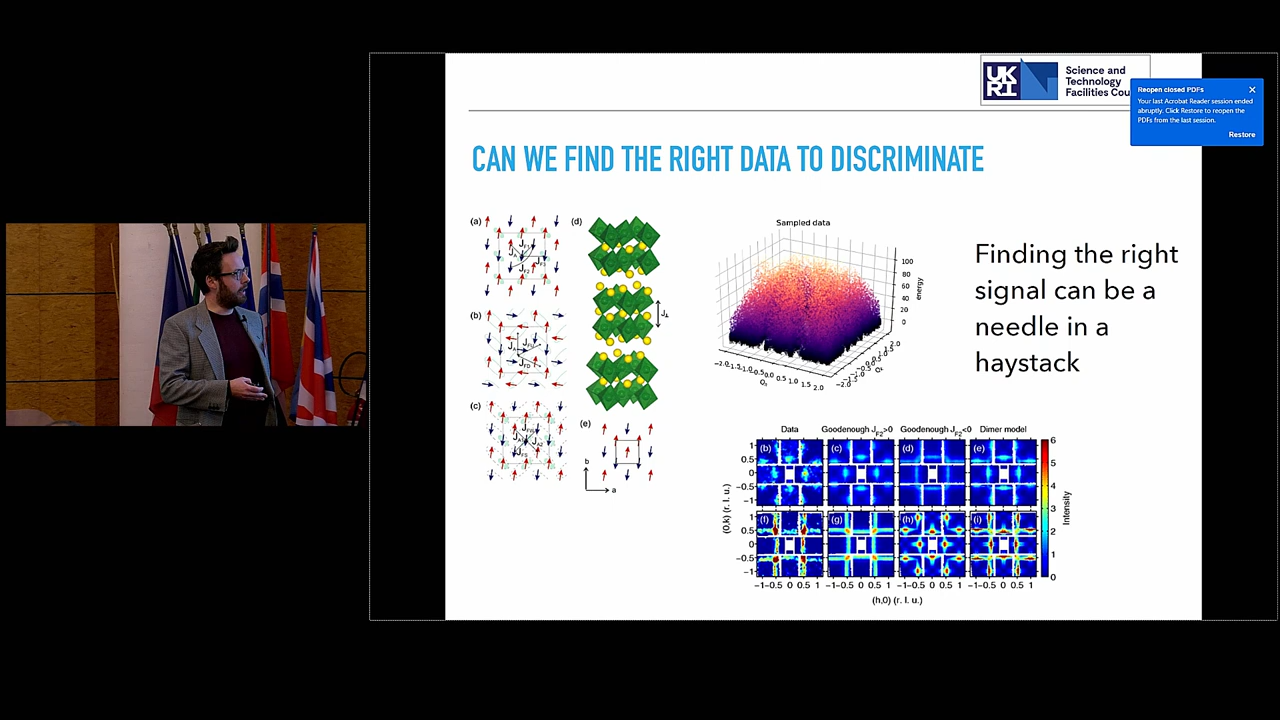 UK
RI
Science and
Technology
Facilities Cou
Reopen closed PDFs
Your last Acrobat Reader session ended
abruptly. Click Restore to reopen the
PDFs from the last session.
Restore
CAN WE FIND THE RIGHT DATA TO DISCRIMINATE
(a)
(d)
(b)
(c)
(e)
b
a
Sampled data
energy
100
80
60
40
20
0
Finding the right
signal can be a
needle in a
haystack
Data
Goodenough J_F2>0
Goodenough J_F2<0
Dimer model
(b) (c) (d) (e)
(f) (g) (h) (i)
1
0.5
0
−0.5
−1
1
0.5
0
−0.5
−1
(0,k) (r. l. u.)
−1 −0.5 0 0.5 1 −1 −0.5 0 0.5 1 −1 −0.5 0 0.5 1 −1 −0.5 0 0.5 1
(h,0) (r. l. u.)
6
5
4
3
2
1
0
Intensity